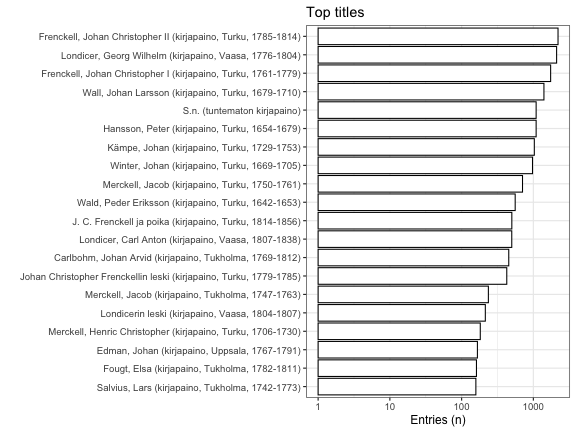 Top titles
Frenckell, Johan Christopher II (kirjapaino, Turku, 1785-1814)
Londicer, Georg Wilhelm (kirjapaino, Vaasa, 1776-1804)
Frenckell, Johan Christopher I (kirjapaino, Turku, 1761-1779)
Wall, Johan Larsson (kirjapaino, Turku, 1679-1710)
S.n. (tuntematon kirjapaino)
Hansson, Peter (kirjapaino, Turku, 1654-1679)
Kämpe, Johan (kirjapaino, Turku, 1729-1753)
Winter, Johan (kirjapaino, Turku, 1669-1705)
Merckell, Jacob (kirjapaino, Turku, 1750-1761)
Wald, Peder Eriksson (kirjapaino, Turku, 1642-1653)
J. C. Frenckell ja poika (kirjapaino, Turku, 1814-1856)
Londicer, Carl Anton (kirjapaino, Vaasa, 1807-1838)
Carlbohm, Johan Arvid (kirjapaino, Tukholma, 1769-1812)
Johan Christopher Frenckellin leski (kirjapaino, Turku, 1779-1785)
Merckell, Jacob (kirjapaino, Tukholma, 1747-1763)
Londicerin leski (kirjapaino, Vaasa, 1804-1807)
Merckell, Henric Christopher (kirjapaino, Turku, 1706-1730)
Edman, Johan (kirjapaino, Uppsala, 1767-1791)
Fougt, Elsa (kirjapaino, Tukholma, 1782-1811)
Salvius, Lars (kirjapaino, Tukholma, 1742-1773)
1 10 100 1000
Entries (n)